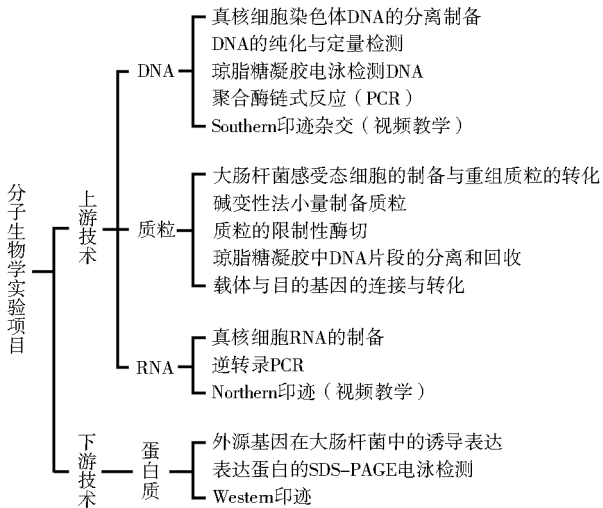 分子生物学实验项目
上游技术
DNA
真核细胞染色体DNA的分离制备
DNA的纯化与定量检测
琼脂糖凝胶电泳检测DNA
聚合酶链式反应（PCR）
Southern印迹杂交（视频教学）
质粒
大肠杆菌感受态细胞的制备与重组质粒的转化
碱变性法小量制备质粒
质粒的限制性酶切
琼脂糖凝胶中DNA片段的分离和回收
载体与目的基因的连接与转化
RNA
真核细胞RNA的制备
逆转录PCR
Northern印迹（视频教学）
下游技术
蛋白质
外源基因在大肠杆菌中的诱导表达
表达蛋白的SDS-PAGE电泳检测
Western印迹